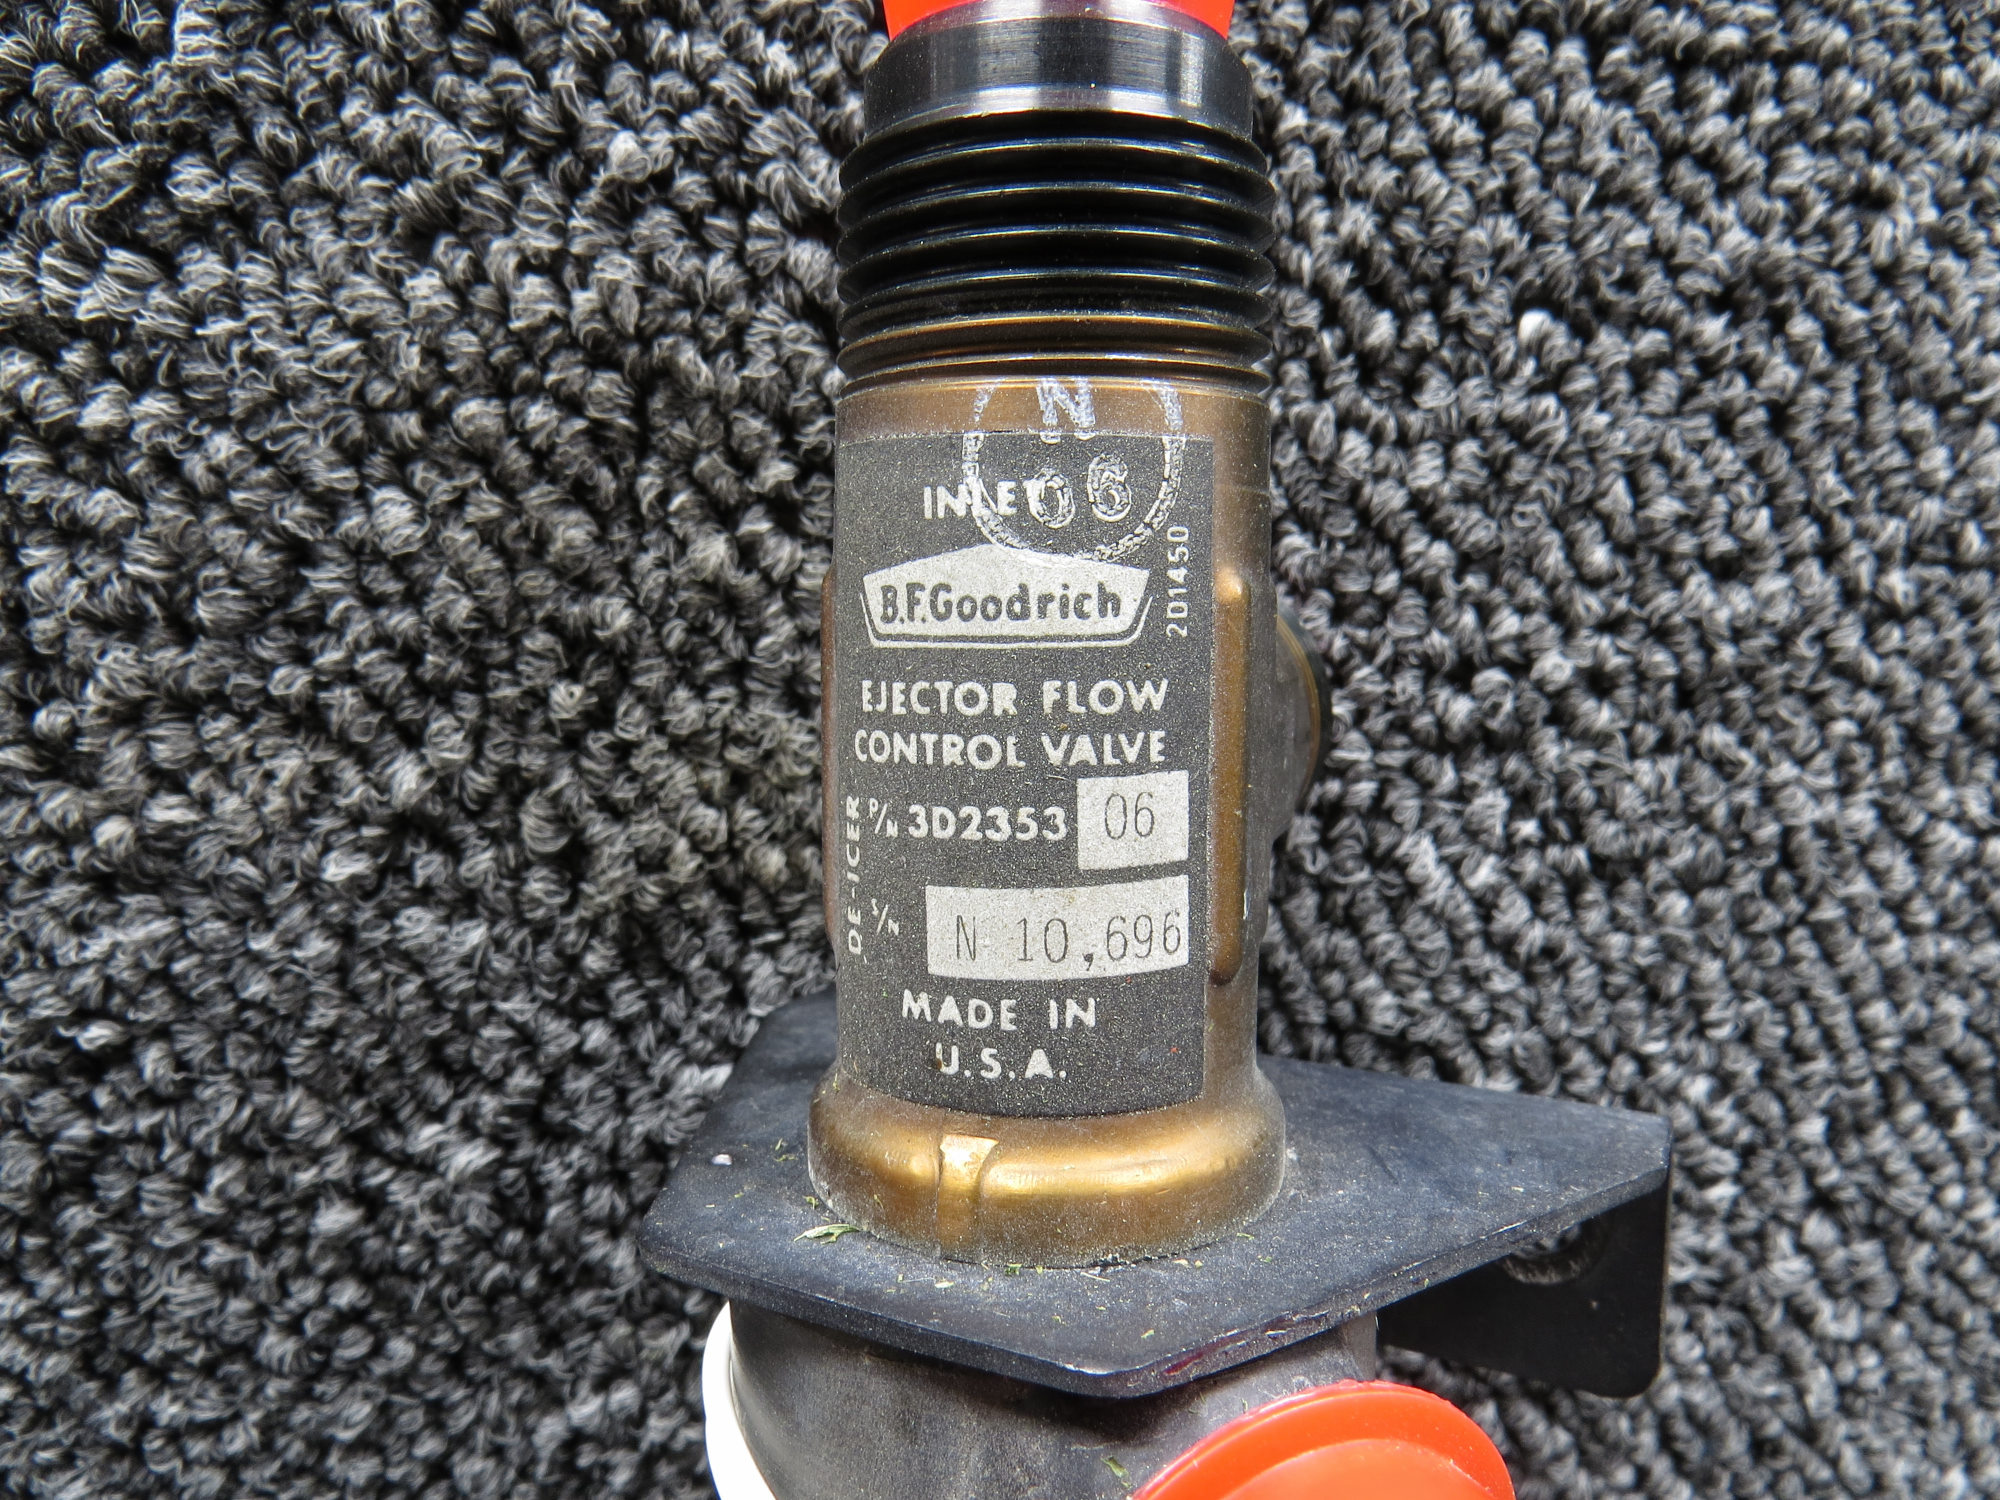 N
06
INLET
B.F.Goodrich
2D1450
EJECTOR FLOW
CONTROL VALVE
P/N 3D2353 06
DE-ICER
S/N N 10,696
MADE IN
U.S.A.